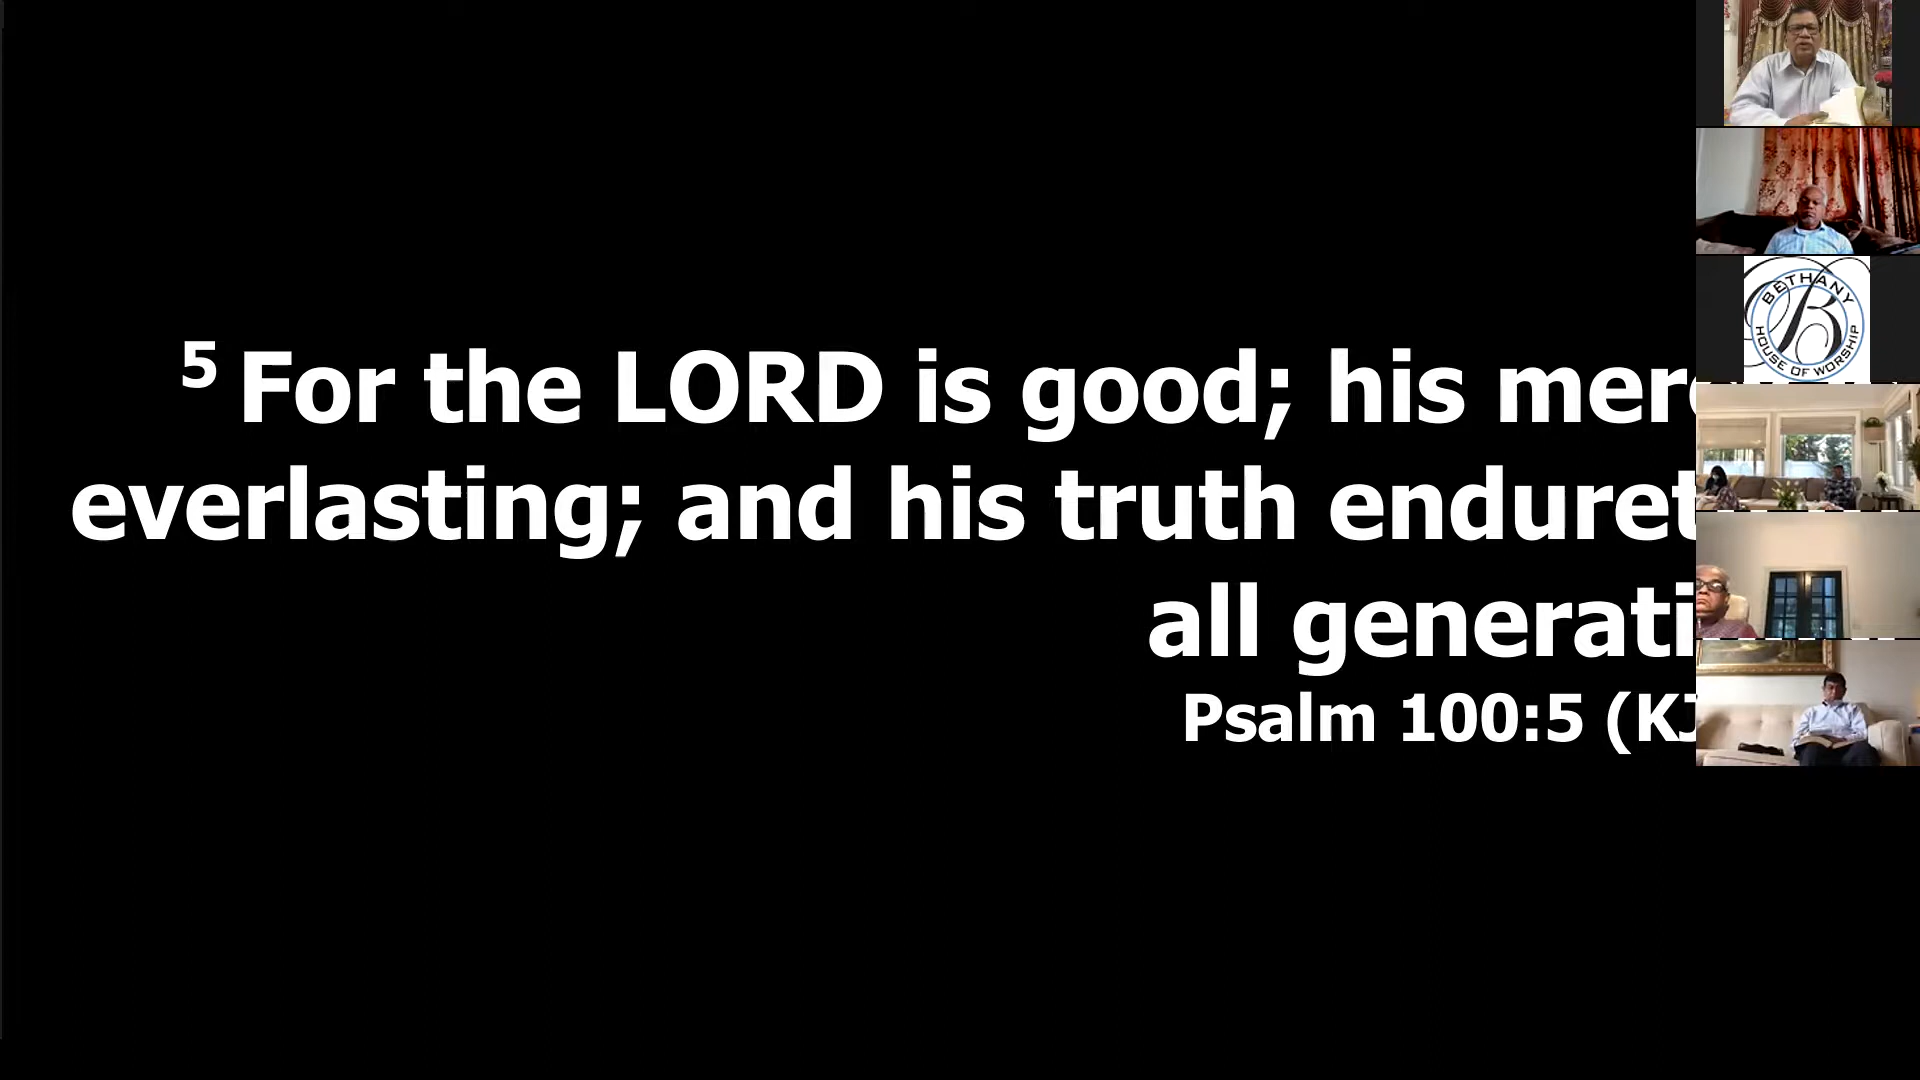 5 For the LORD is good; his mer
everlasting; and his truth enduret
all generati
Psalm 100:5 (KJ
BETHANY
HOUSE OF WORSHIP